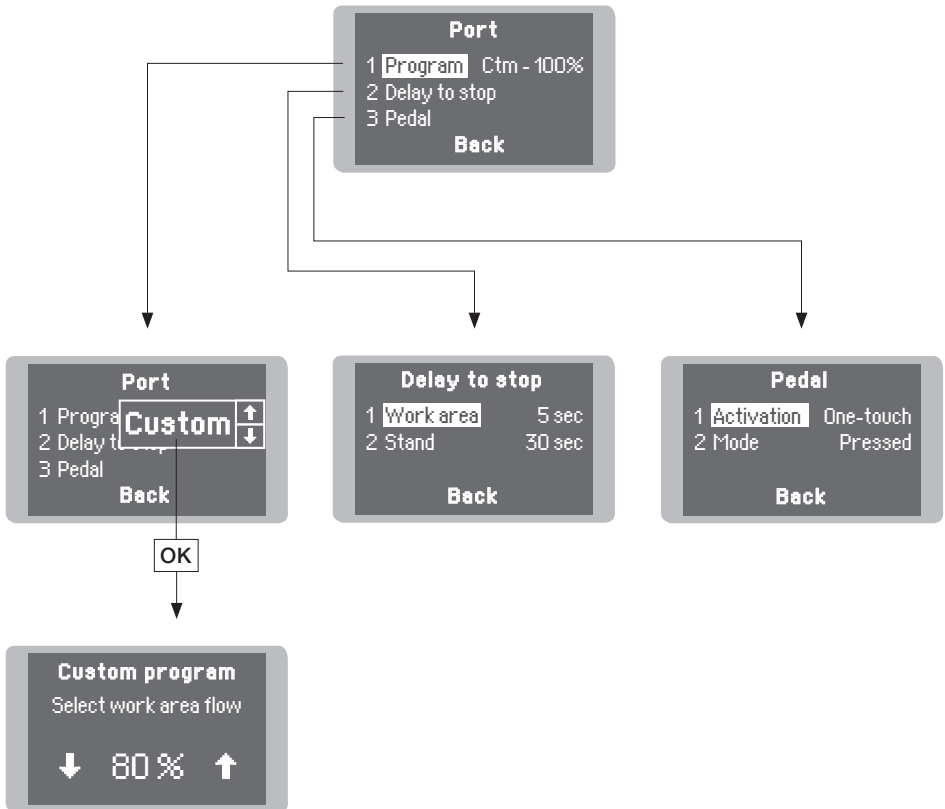 Port
1 Program Ctm - 100%
2 Delay to stop
3 Pedal
Back
Port
1 Progra
Custom
2 Delay t
3 Pedal
Back
OK
Custom program
Select work area flow
80 %
Delay to stop
1 Work area 5 sec
2 Stand 30 sec
Back
Pedal
1 Activation One-touch
2 Mode Pressed
Back